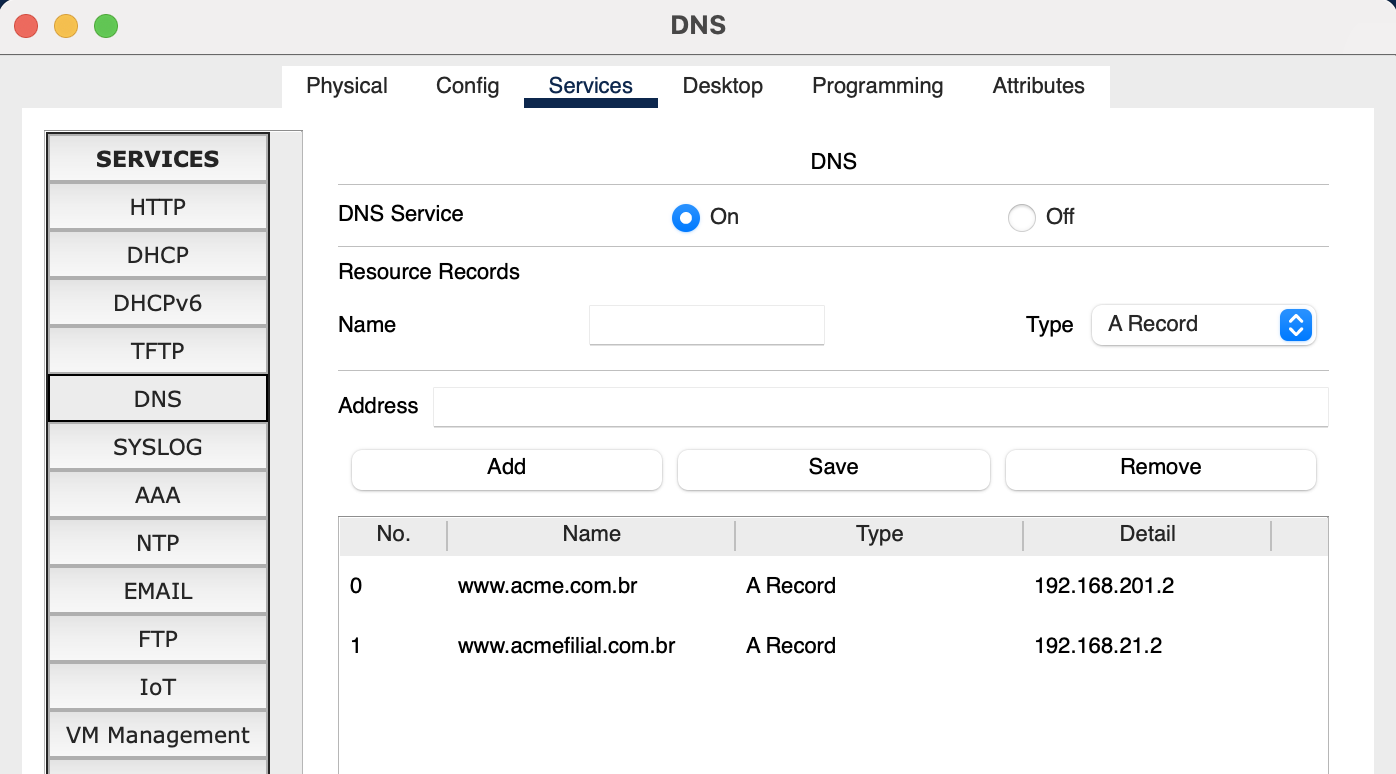 DNS
Physical Config Services Desktop Programming Attributes
SERVICES
HTTP
DHCP
DHCPv6
TFTP
DNS
SYSLOG
AAA
NTP
EMAIL
FTP
IoT
VM Management
DNS
DNS Service On Off
Resource Records
Name Type A Record
Address
Add Save Remove
No. Name Type Detail
0 www.acme.com.br A Record 192.168.201.2
1 www.acmefilial.com.br A Record 192.168.21.2